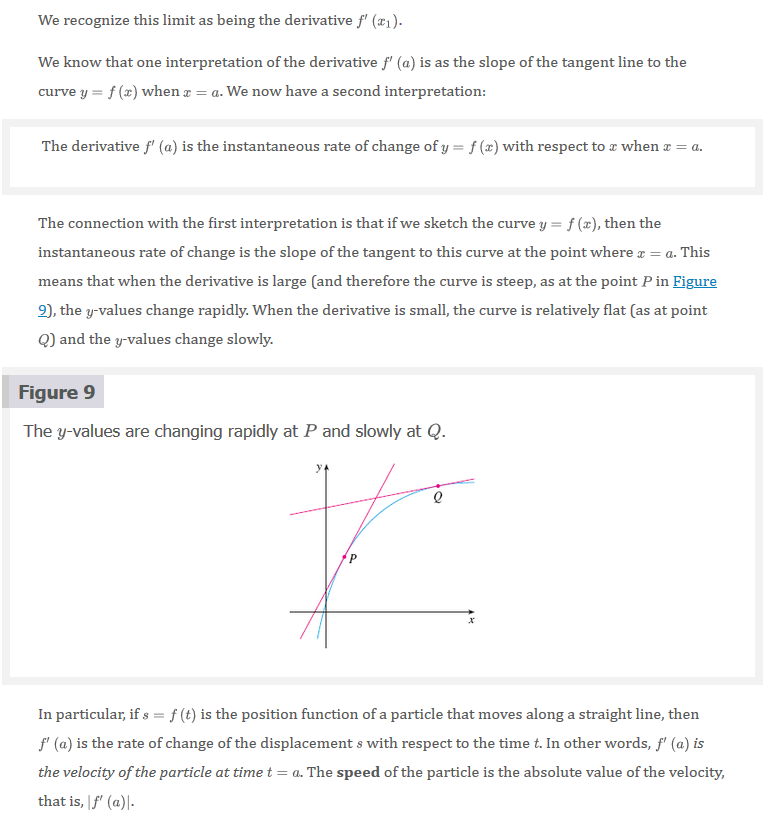 We recognize this limit as being the derivative f′ (x₁).
We know that one interpretation of the derivative f′ (a) is as the slope of the tangent line to the
curve y = f (x) when x = a. We now have a second interpretation:
The derivative f′ (a) is the instantaneous rate of change of y = f (x) with respect to x when x = a.
The connection with the first interpretation is that if we sketch the curve y = f (x), then the
instantaneous rate of change is the slope of the tangent to this curve at the point where x = a. This
means that when the derivative is large (and therefore the curve is steep, as at the point P in Figure
9), the y-values change rapidly. When the derivative is small, the curve is relatively flat (as at point
Q) and the y-values change slowly.
Figure 9
The y-values are changing rapidly at P and slowly at Q.
y
Q
P
x
In particular, if s = f (t) is the position function of a particle that moves along a straight line, then
f′ (a) is the rate of change of the displacement s with respect to the time t. In other words, f′ (a) is
the velocity of the particle at time t = a. The speed of the particle is the absolute value of the velocity,
that is, |f′ (a)|.